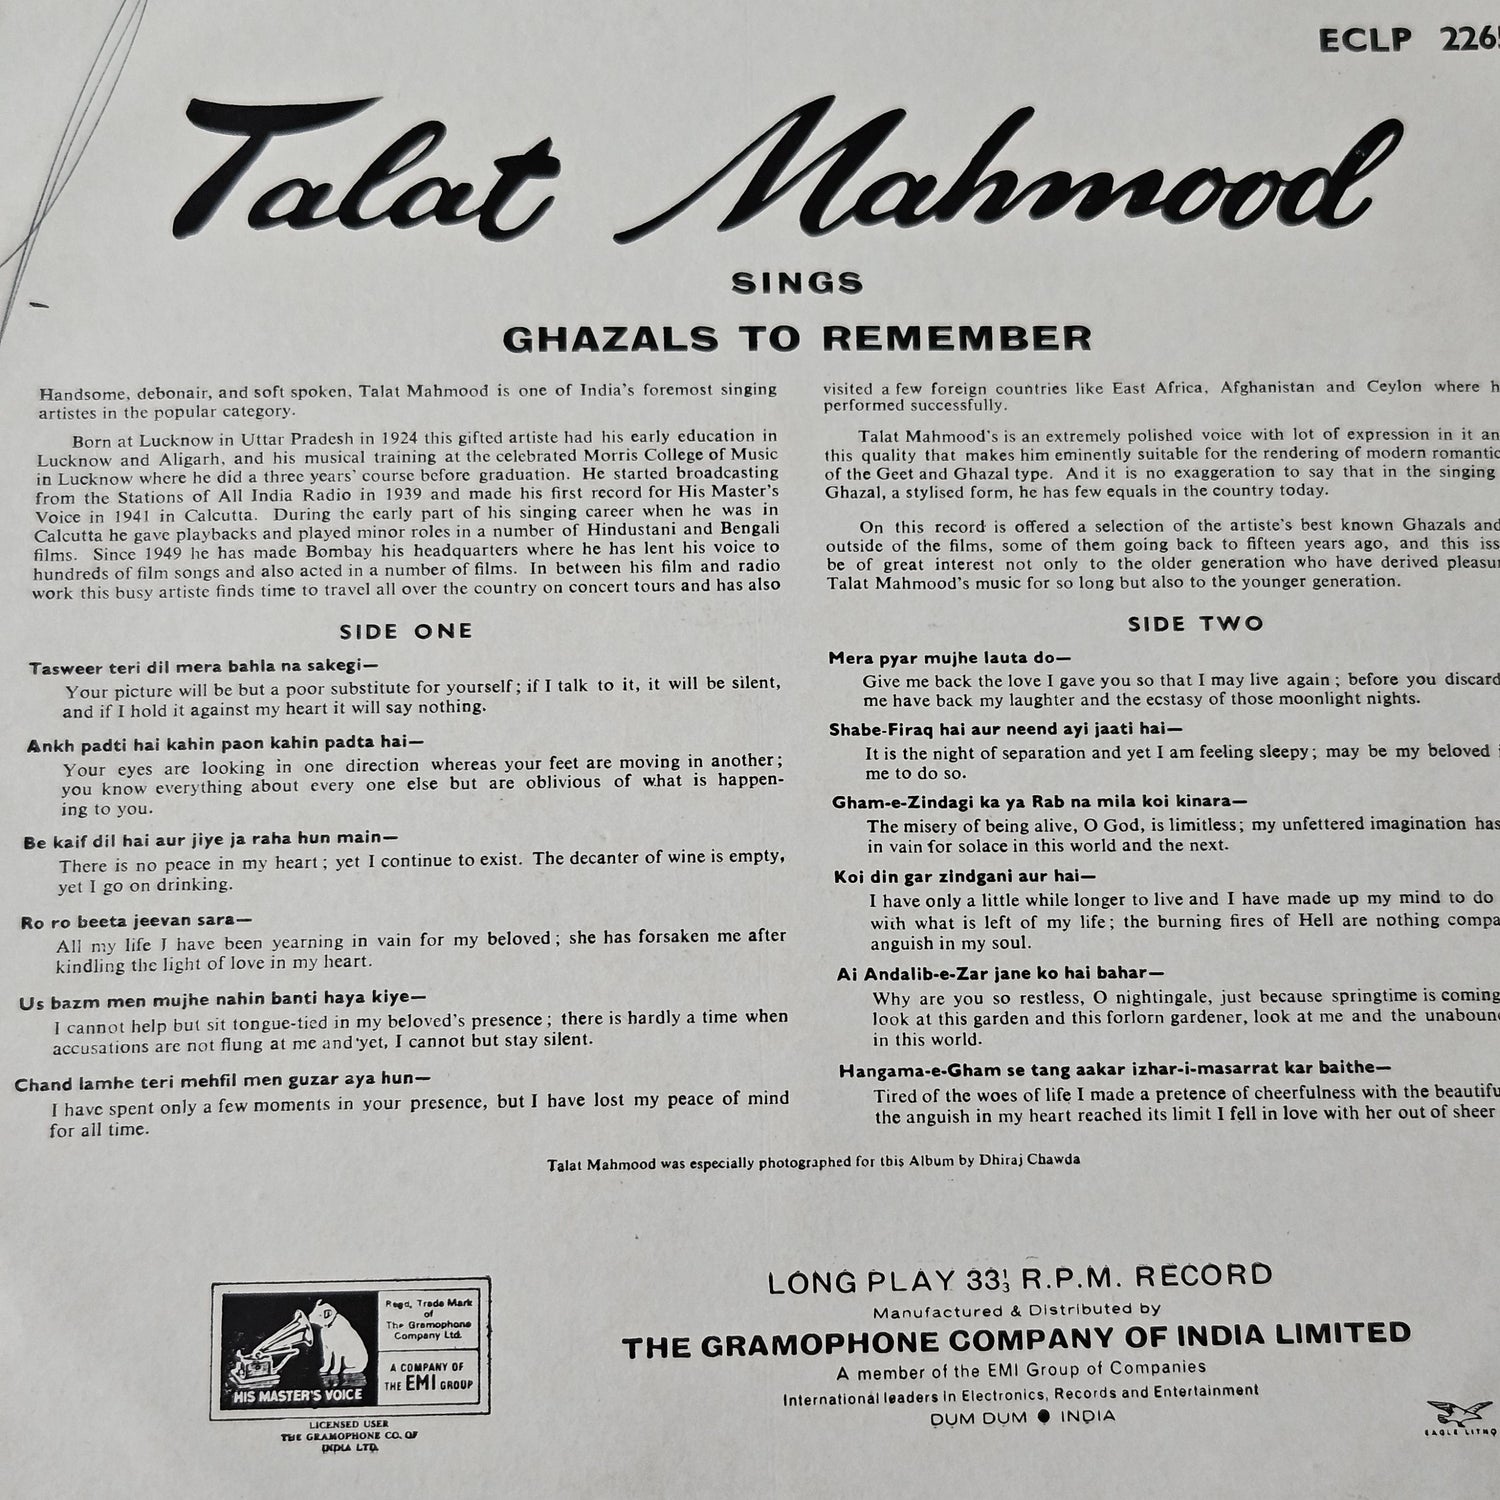 ECLP 2265
Talat Mahmood
SINGS
GHAZALS TO REMEMBER
Handsome, debonair, and soft spoken, Talat Mahmood is one of India's foremost singing
artistes in the popular category.
Born at Lucknow in Uttar Pradesh in 1924 this gifted artiste had his early education in
Lucknow and Aligarh, and his musical training at the celebrated Morris College of Music
in Lucknow where he did a three years' course before graduation. He started broadcasting
from the Stations of All India Radio in 1939 and made his first record for His Master's
Voice in 1941 in Calcutta. During the early part of his singing career when he was in
Calcutta he gave playbacks and played minor roles in a number of Hindustani and Bengali
films. Since 1949 he has made Bombay his headquarters where he has lent his voice to
hundreds of film songs and also acted in a number of films. In between his film and radio
work this busy artiste finds time to travel all over the country on concert tours and has also
visited a few foreign countries like East Africa, Afghanistan and Ceylon where h
performed successfully.
Talat Mahmood's is an extremely polished voice with lot of expression in it an
this quality that makes him eminently suitable for the rendering of modern romantic
of the Geet and Ghazal type. And it is no exaggeration to say that in the singing
Ghazal, a stylised form, he has few equals in the country today.
On this record is offered a selection of the artiste's best known Ghazals and
outside of the films, some of them going back to fifteen years ago, and this iss
be of great interest not only to the older generation who have derived pleasur
Talat Mahmood's music for so long but also to the younger generation.
SIDE ONE
Tasweer teri dil mera bahla na sakegi—
Your picture will be but a poor substitute for yourself; if I talk to it, it will be silent,
and if I hold it against my heart it will say nothing.
Ankh padti hai kahin paon kahin padta hai—
Your eyes are looking in one direction whereas your feet are moving in another;
you know everything about every one else but are oblivious of what is happen-
ing to you.
Be kaif dil hai aur jiye ja raha hun main—
There is no peace in my heart; yet I continue to exist. The decanter of wine is empty,
yet I go on drinking.
Ro ro beeta jeevan sara—
All my life I have been yearning in vain for my beloved; she has forsaken me after
kindling the light of love in my heart.
Us bazm men mujhe nahin banti haya kiye—
I cannot help but sit tongue-tied in my beloved's presence; there is hardly a time when
accusations are not flung at me and yet, I cannot but stay silent.
Chand lamhe teri mehfil men guzar aya hun—
I have spent only a few moments in your presence, but I have lost my peace of mind
for all time.
SIDE TWO
Mera pyar mujhe lauta do—
Give me back the love I gave you so that I may live again; before you discard
me have back my laughter and the ecstasy of those moonlight nights.
Shabe-Firaq hai aur neend ayi jaati hai—
It is the night of separation and yet I am feeling sleepy; may be my beloved
me to do so.
Gham-e-Zindagi ka ya Rab na mila koi kinara—
The misery of being alive, O God, is limitless; my unfettered imagination has
in vain for solace in this world and the next.
Koi din gar zindgani aur hai—
I have only a little while longer to live and I have made up my mind to do
with what is left of my life; the burning fires of Hell are nothing compa
anguish in my soul.
Ai Andalib-e-Zar jane ko hai bahar—
Why are you so restless, O nightingale, just because springtime is coming
look at this garden and this forlorn gardener, look at me and the unaboun
in this world.
Hangama-e-Gham se tang aakar izhar-i-masarrat kar baithe—
Tired of the woes of life I made a pretence of cheerfulness with the beautifu
the anguish in my heart reached its limit I fell in love with her out of sheer
Talat Mahmood was especially photographed for this Album by Dhiraj Chawda
Regd. Trade Mark
of
The Gramophone
Company Ltd.
A COMPANY OF
THE EMI GROUP
HIS MASTER'S VOICE
LICENSED USER
THE GRAMOPHONE CO. OF
INDIA LTD.
LONG PLAY 33⅓ R.P.M. RECORD
Manufactured & Distributed by
THE GRAMOPHONE COMPANY OF INDIA LIMITED
A member of the EMI Group of Companies
International leaders in Electronics, Records and Entertainment
DUM DUM ● INDIA
EAGLE LITHO